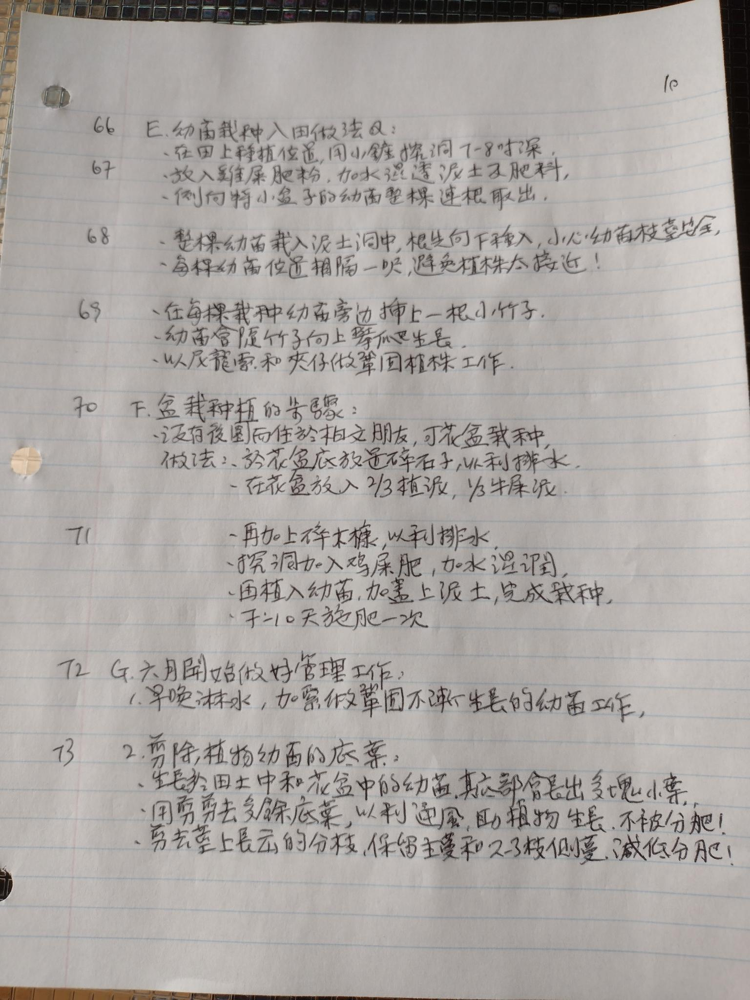 10
66 E.幼苗栽种入田做法:
、在田上種植位置,用小鏟挖洞7-8吋深.
67 、放入雞屎肥粉,加水濕透泥土及肥料,
、倒向將小盆子的幼苗整棵連根取出.
68 、整棵幼苗栽入泥土洞中,根先向下種入,小心幼苗枝莖,
、每棵幼苗位置相隔一呎,避免植株太接近!
69 、在每棵栽种幼苗旁边插上一根小竹子.
、幼苗會隨竹子向上攀爬生長.
、以尼龍索和夾仔做鞏固植株工作.
70 F.盆栽种植的步驟:
、没有後園而住於柏文朋友,可花盆栽种,
做法:、於花盆底放置碎石子,以利排水.
、在花盆放入2/3植泥,1/3牛屎泥.
71 、再加上碎木糠,以利排水,
、挖洞加入鸡屎肥,加水濕潤,
、再植入幼苗,加蓋上泥土,完成栽种,
、7-10天施肥一次
72 G.六月開始做好管理工作:
1.早晚淋水,加緊做鞏固不断生長的幼苗工作,
73 2.剪除植物幼苗的底葉:
、生長於田土中和花盆中的幼苗,其底部會長出多塊小葉,
、用剪剪去多餘底葉,以利通風,助植物生長.不被分肥!
、剪去莖上長出的分枝,保留主蔓和2-3枝側蔓,減低分肥!